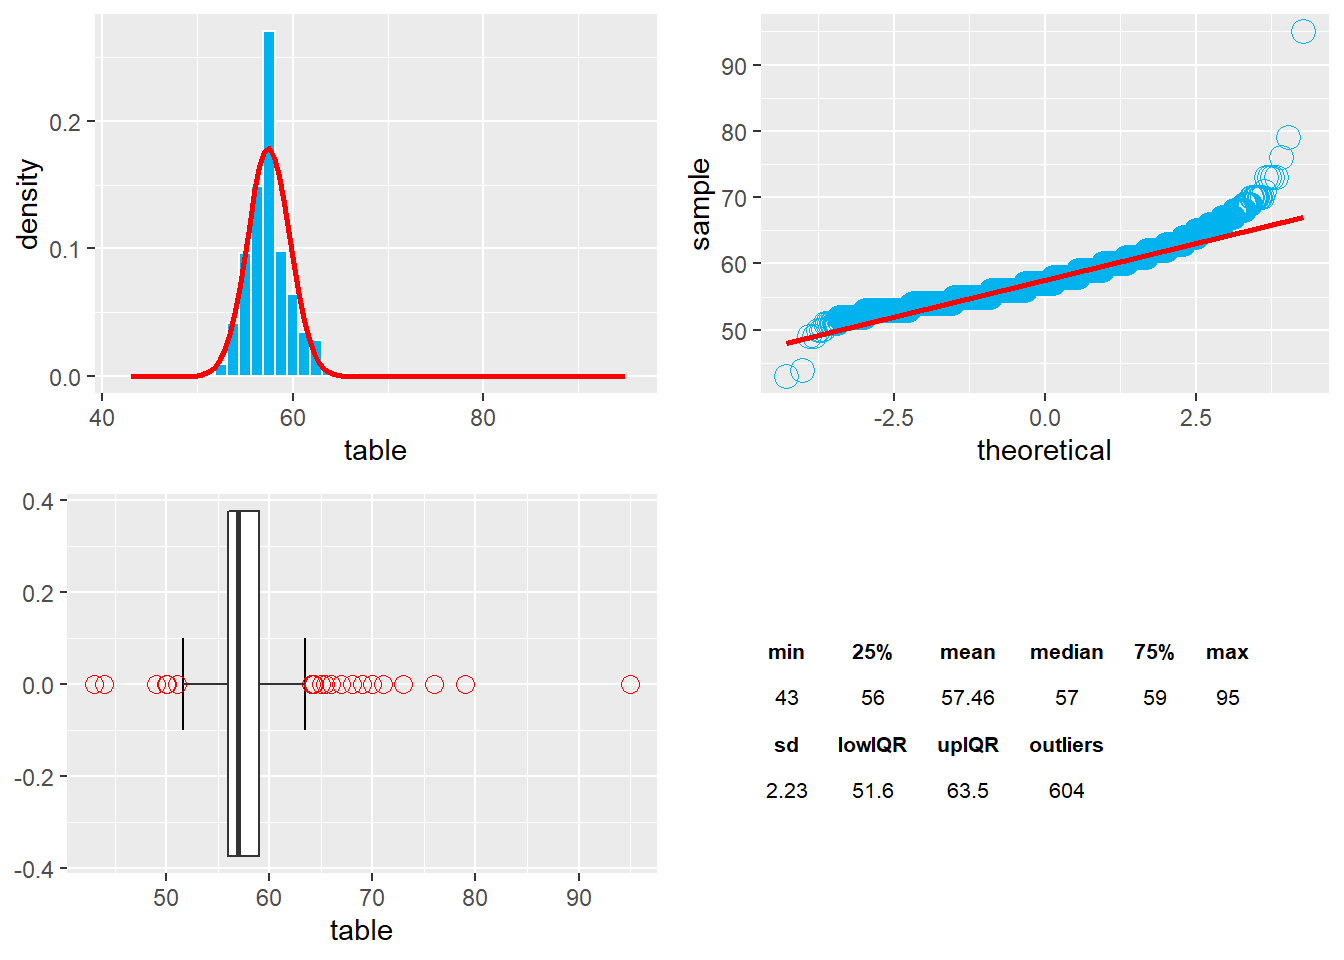 0.2
0.1
0.0
density
40 60 80
table
90
80
70
60
50
sample
-2.5 0.0 2.5
theoretical
0.4
0.2
0.0
-0.2
-0.4
50 60 70 80 90
table
min 25% mean median 75% max
43 56 57.46 57 59 95
sd lowIQR upIQR outliers
2.23 51.6 63.5 604